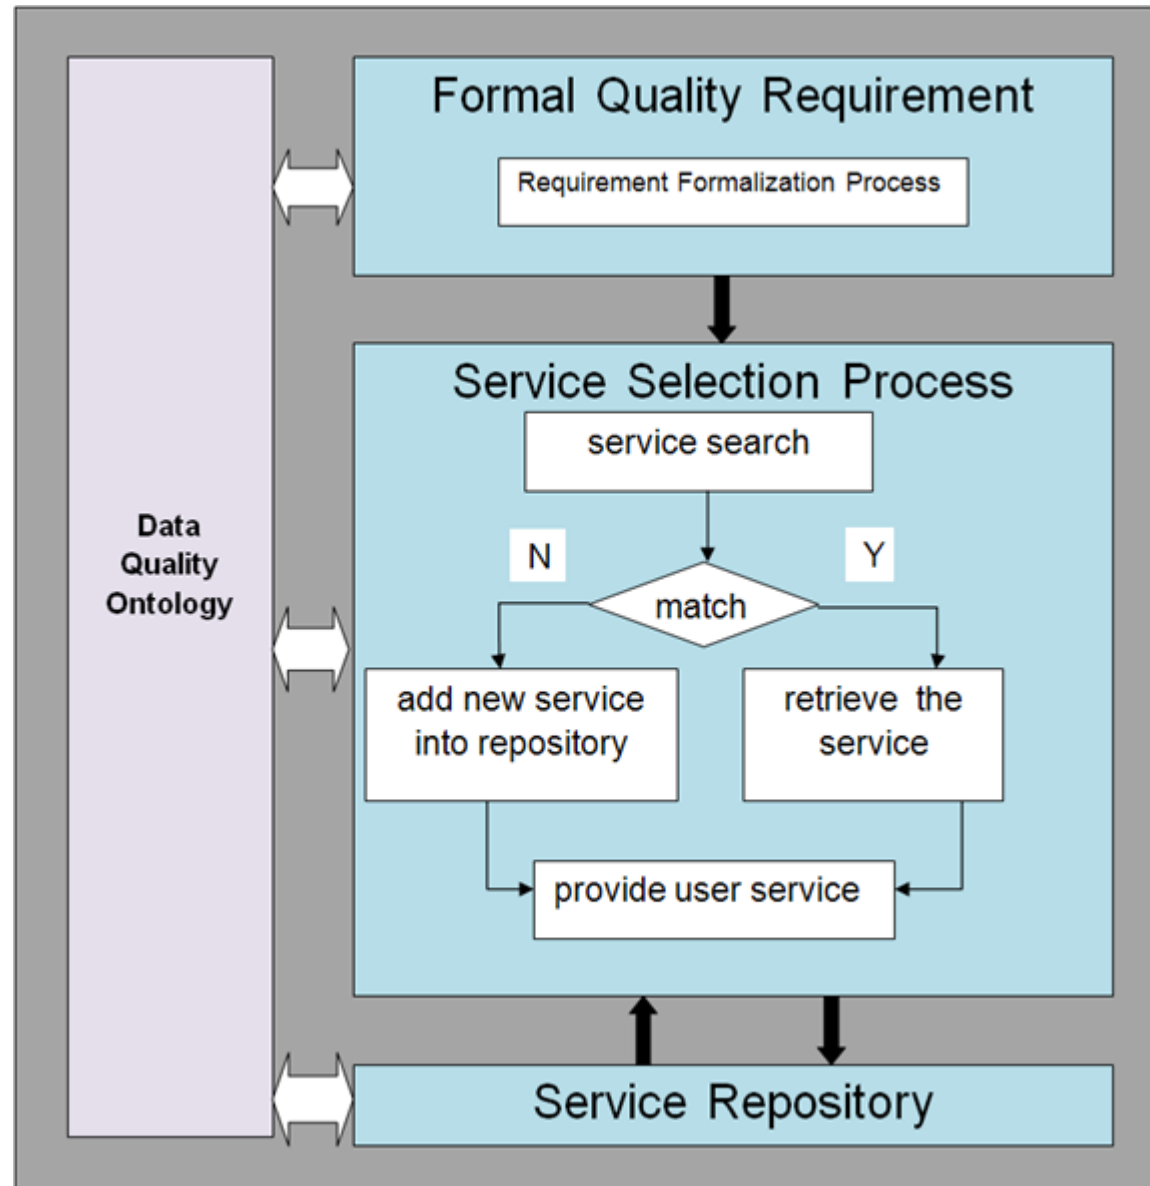 Formal Quality Requirement
Requirement Formalization Process
Service Selection Process
service search
N
Y
match
add new service
into repository
retrieve the
service
provide user service
Service Repository
Data
Quality
Ontology